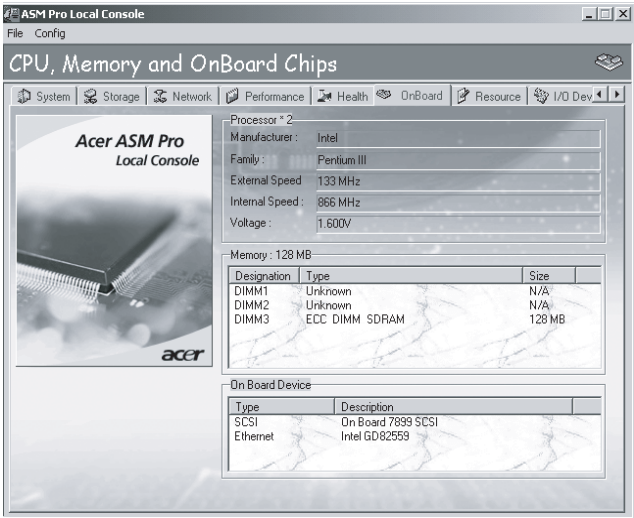 ASM Pro Local Console
File Config
CPU, Memory and OnBoard Chips
System Storage Network Performance Health OnBoard Resource I/O Dev
Acer ASM Pro
Local Console
acer
Processor * 2
Manufacturer : Intel
Family : Pentium III
External Speed 133 MHz
Internal Speed : 866 MHz
Voltage : 1.600V
Memory : 128 MB
Designation Type Size
DIMM1 Unknown N/A
DIMM2 Unknown N/A
DIMM3 ECC DIMM SDRAM 128 MB
On Board Device
Type Description
SCSI On Board 7899 SCSI
Ethernet Intel GD82559